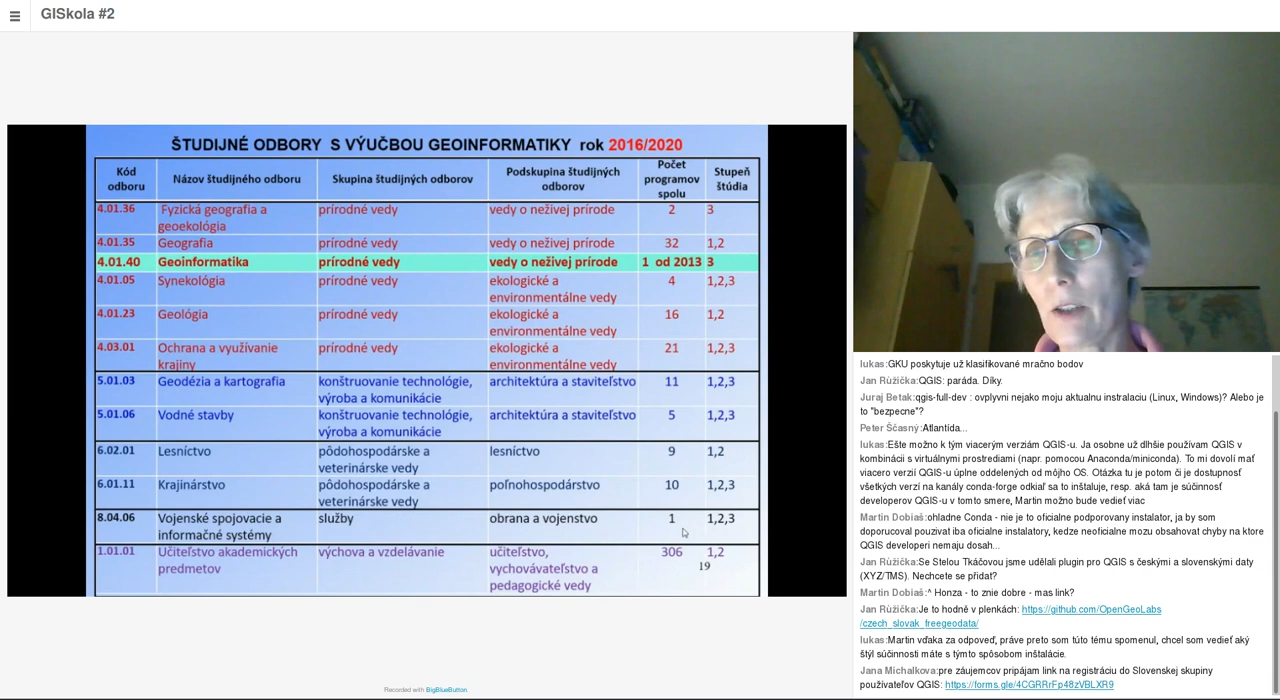 GISkola #2
ŠTUDIJNÉ ODBORY S VÝUČBOU GEOINFORMATIKY rok 2016/2020
Kód odboru Názov študijného odboru Skupina študijných odborov Podskupina študijných odborov Počet programov spolu Stupeň štúdia
4.01.36 Fyzická geografia a geoekológia prírodné vedy vedy o neživej prírode 2 3
4.01.35 Geografia prírodné vedy vedy o neživej prírode 32 1,2
4.01.40 Geoinformatika prírodné vedy vedy o neživej prírode 1 od 2013 3
4.01.05 Synekológia prírodné vedy ekologické a environmentálne vedy 4 1,2,3
4.01.23 Geológia prírodné vedy ekologické a environmentálne vedy 16 1,2
4.03.01 Ochrana a využívanie krajiny prírodné vedy ekologické a environmentálne vedy 21 1,2,3
5.01.03 Geodézia a kartografia konštruovanie technológie, výroba a komunikácie architektúra a staviteľstvo 11 1,2,3
5.01.06 Vodné stavby konštruovanie technológie, výroba a komunikácie architektúra a staviteľstvo 5 1,2,3
6.02.01 Lesníctvo pôdohospodárske a veterinárske vedy lesníctvo 9 1,2
6.01.11 Krajinárstvo pôdohospodárske a veterinárske vedy poľnohospodárstvo 10 1,2,3
8.04.06 Vojenské spojovacie a informačné systémy služby obrana a vojenstvo 1 1,2,3
1.01.01 Učiteľstvo akademických predmetov výchova a vzdelávanie učiteľstvo, vychovávateľstvo a pedagogické vedy 306 1,2
19
Recorded with BigBlueButton
lukas:GKU poskytuje už klasifikované mračno bodov
Jan Růžička:QGIS: paráda. Díky.
Juraj Betak:qgis-full-dev : ovplyvni nejako moju aktualnu instralaciu (Linux, Windows)? Alebo je
to "bezpecne"?
Peter Ščasný:Atlantída...
lukas:Ešte možno k tým viacerým verziám QGIS-u. Ja osobne už dlhšie používam QGIS v
kombinácii s virtuálnymi prostrediami (napr. pomocou Anaconda/miniconda). To mi dovolí mať
viacero verzií QGIS-u úplne oddelených od môjho OS. Otázka tu je potom či je dostupnosť
všetkých verzí na kanály conda-forge odkiaľ sa to inštaluje, resp. aká tam je súčinnosť
developerov QGIS-u v tomto smere, Martin možno bude vedieť viac
Martin Dobiaš:ohladne Conda - nie je to oficialne podporovany instalator, ja by som
doporucoval pouzivat iba oficialne instalatory, kedze neoficialne mozu obsahovat chyby na ktore
QGIS developeri nemaju dosah...
Jan Růžička:Se Stelou Tkáčovou jsme udělali plugin pro QGIS s českými a slovenskými daty
(XYZ/TMS). Nechcete se přidat?
Martin Dobiaš:^ Honza - to znie dobre - mas link?
Jan Růžička:Je to hodně v plenkách: https://github.com/OpenGeoLabs
/czech_slovak_freegeodata/
lukas:Martin vďaka za odpoveď, práve preto som túto tému spomenul, chcel som vedieť aký
štýl súčinnosti máte s týmto spôsobom inštalácie.
Jana Michalkova:pre záujemcov pripájam link na registráciu do Slovenskej skupiny
používateľov QGIS: https://forms.gle/4CGRRrFp48zVBLXR9